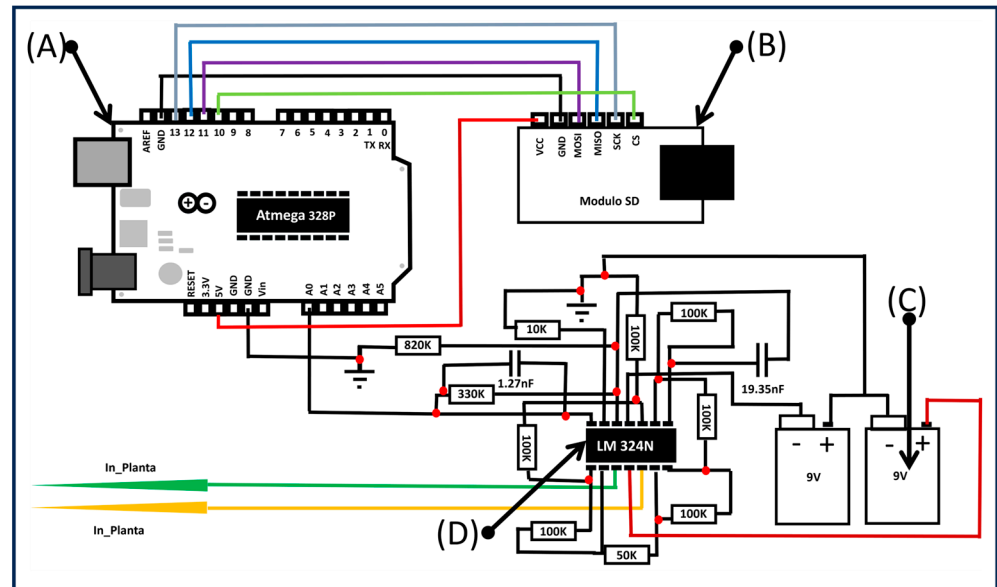 (A)
(B)
AREF
GND
13
12
11
10
9
8
7
6
5
4
3
2
1
0
TX RX
VCC
GND
MOSI
MISO
SCK
CS
Modulo SD
Atmega 328P
RESET
3.3V
5V
GND
GND
Vin
A0
A1
A2
A3
A4
A5
(C)
10K
100K
100K
820K
1.27nF
330K
19.35nF
100K
100K
LM 324N
- +
9V
- +
9V
In_Planta
In_Planta
(D)
100K
50K
100K